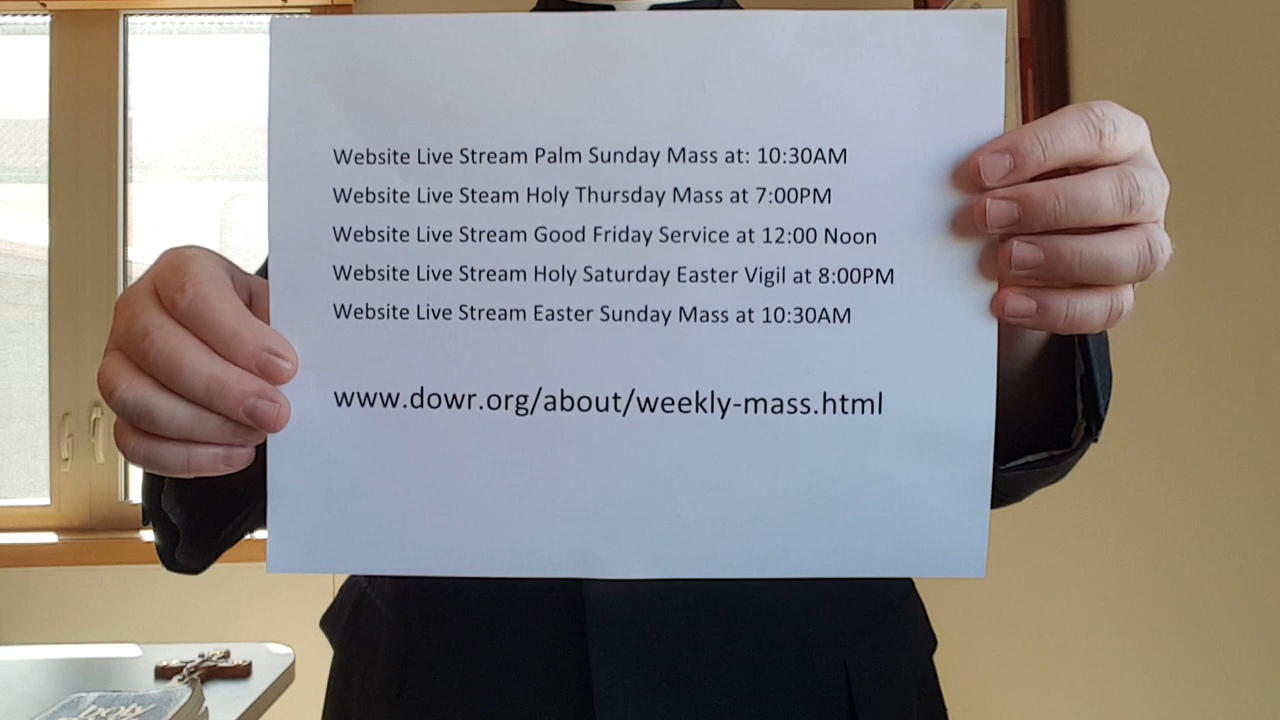 Website Live Stream Palm Sunday Mass at: 10:30AM
Website Live Steam Holy Thursday Mass at 7:00PM
Website Live Stream Good Friday Service at 12:00 Noon
Website Live Stream Holy Saturday Easter Vigil at 8:00PM
Website Live Stream Easter Sunday Mass at 10:30AM
www.dowr.org/about/weekly-mass.html
holy